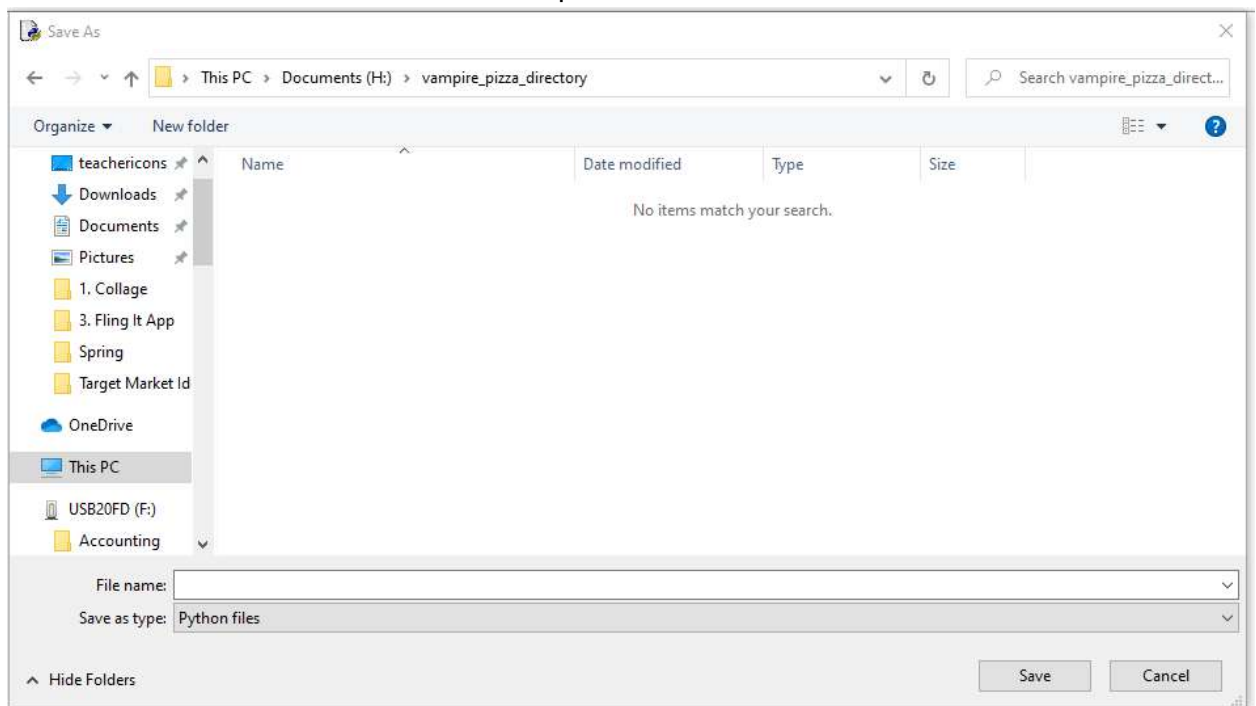 Save As
This PC > Documents (H:) > vampire_pizza_directory
Search vampire_pizza_direct...
Organize
New folder
teachericons
Name
Date modified
Type
Size
Downloads
No items match your search.
Documents
Pictures
1. Collage
3. Fling It App
Spring
Target Market Id
OneDrive
This PC
USB20FD (F:)
Accounting
File name:
Save as type: Python files
Hide Folders
Save
Cancel